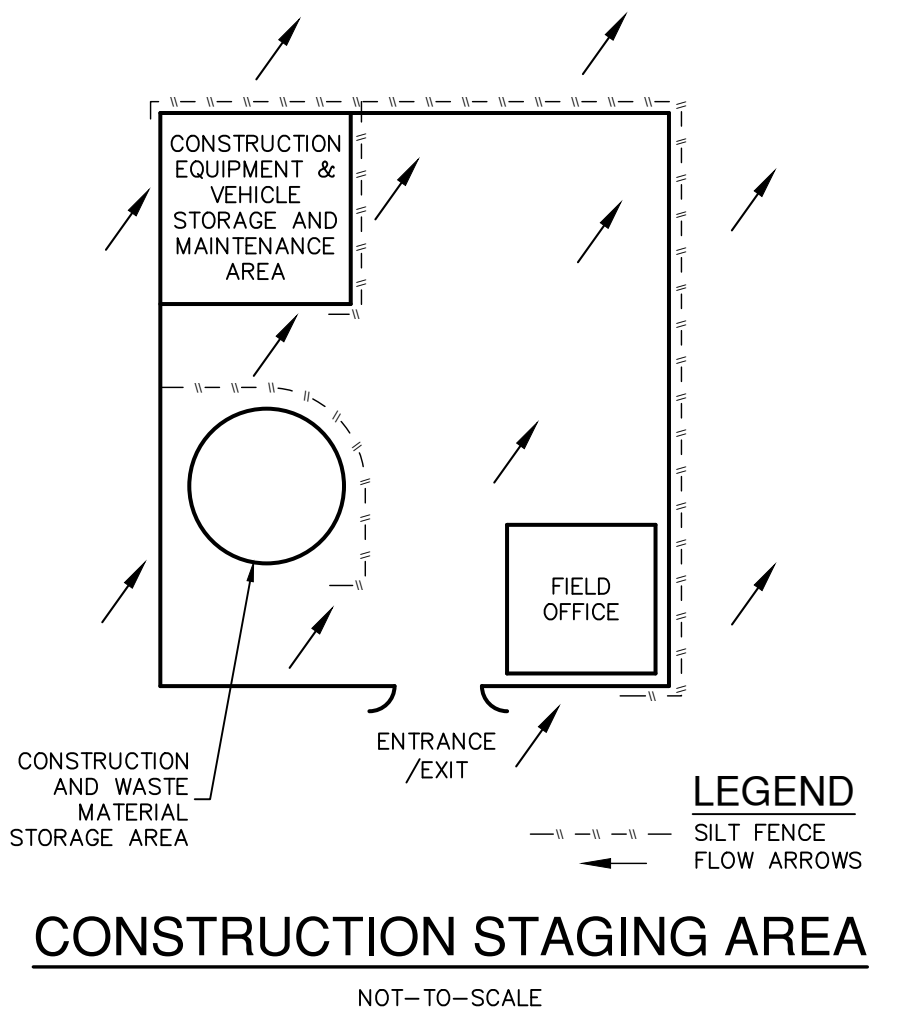 CONSTRUCTION
EQUIPMENT &
VEHICLE
STORAGE AND
MAINTENANCE
AREA
FIELD
OFFICE
ENTRANCE
/EXIT
CONSTRUCTION
AND WASTE
MATERIAL
STORAGE AREA
LEGEND
SILT FENCE
FLOW ARROWS
CONSTRUCTION STAGING AREA
NOT-TO-SCALE